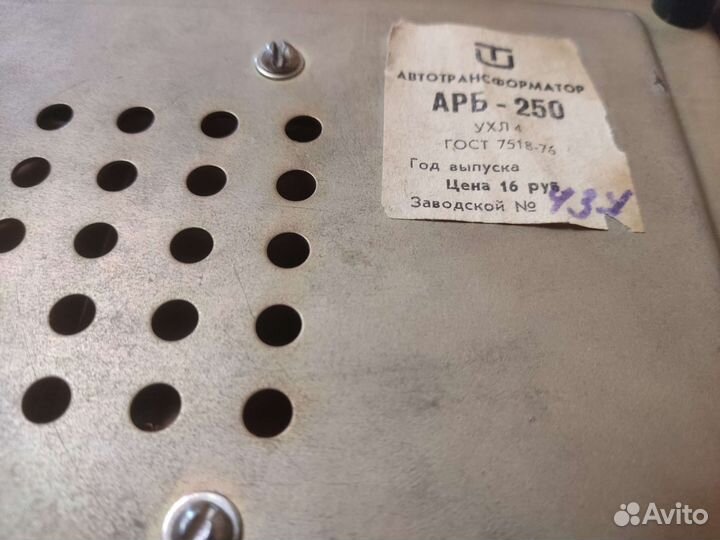 АВТОТРАНСФОРМАТОР
АРБ - 250
УХЛ 4
ГОСТ 7518-76
Год выпуска
Цена 16 руб.
Заводской №
Avito